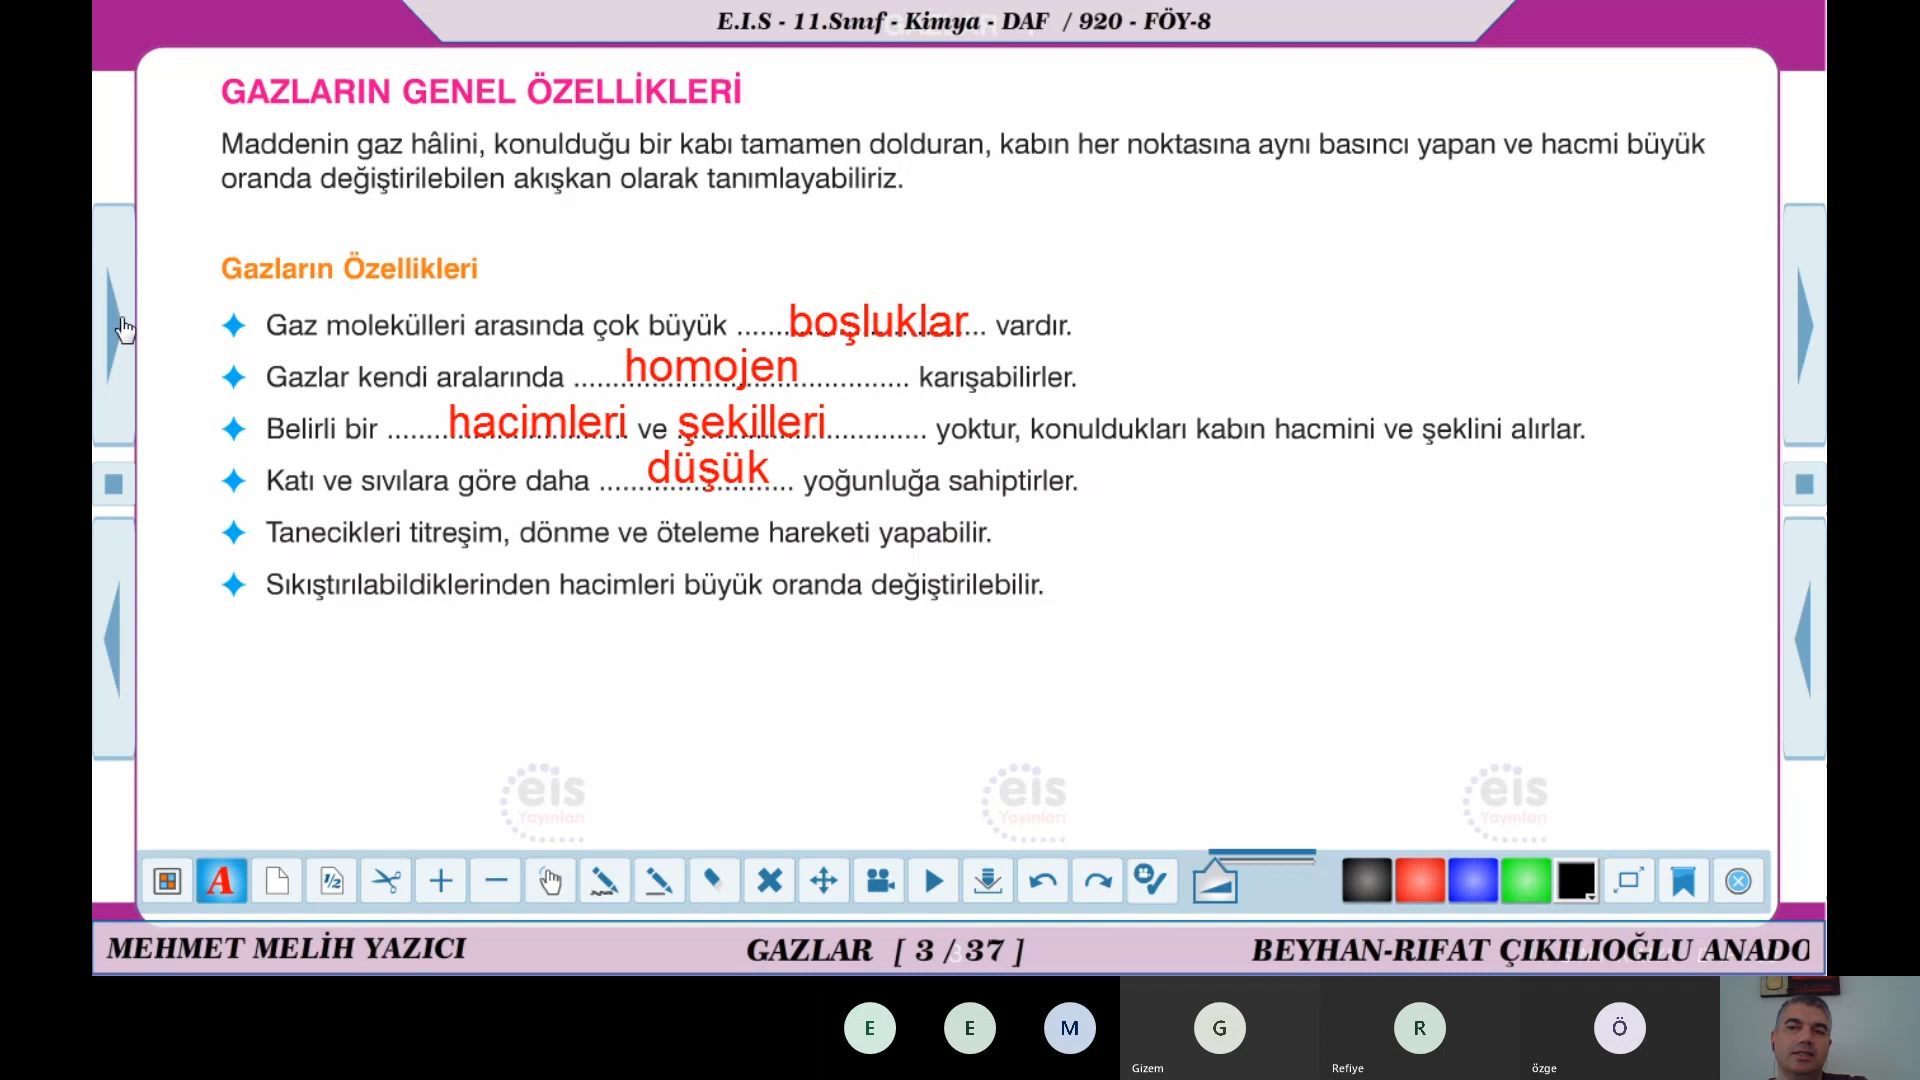 E.I.S - 11.Sınıf - Kimya - DAF / 920 - FÖY-8
GAZLARIN GENEL ÖZELLİKLERİ
Maddenin gaz hâlini, konulduğu bir kabı tamamen dolduran, kabın her noktasına aynı basıncı yapan ve hacmi büyük
oranda değiştirilebilen akışkan olarak tanımlayabiliriz.
Gazların Özellikleri
Gaz molekülleri arasında çok büyük ...... boşluklar ... vardır.
Gazlar kendi aralarında ....... homojen .............. karışabilirler.
Belirli bir ........ hacimleri ve şekilleri ............. yoktur, konuldukları kabın hacmini ve şeklini alırlar.
Katı ve sıvılara göre daha ...... düşük ... yoğunluğa sahiptirler.
Tanecikleri titreşim, dönme ve öteleme hareketi yapabilir.
Sıkıştırılabildiklerinden hacimleri büyük oranda değiştirilebilir.
eis Yayınları eis Yayınları eis Yayınları
A 1/2
MEHMET MELİH YAZICI GAZLAR [ 3 / 37 ] BEYHAN-RIFAT ÇIKILIOĞLU ANADO
E E M G R Ö
Gizem Refiye özge